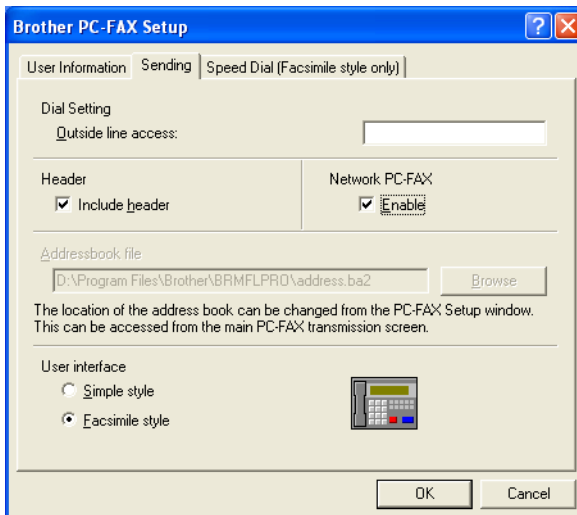 Brother PC-FAX Setup
User Information Sending Speed Dial (Facsimile style only)
Dial Setting
Outside line access:
Header Network PC-FAX
Include header Enable
Addressbook file
D:\Program Files\Brother\BRMFLPRO\address.ba2 Browse
The location of the address book can be changed from the PC-FAX Setup window.
This can be accessed from the main PC-FAX transmission screen.
User interface
Simple style
Facsimile style
OK Cancel